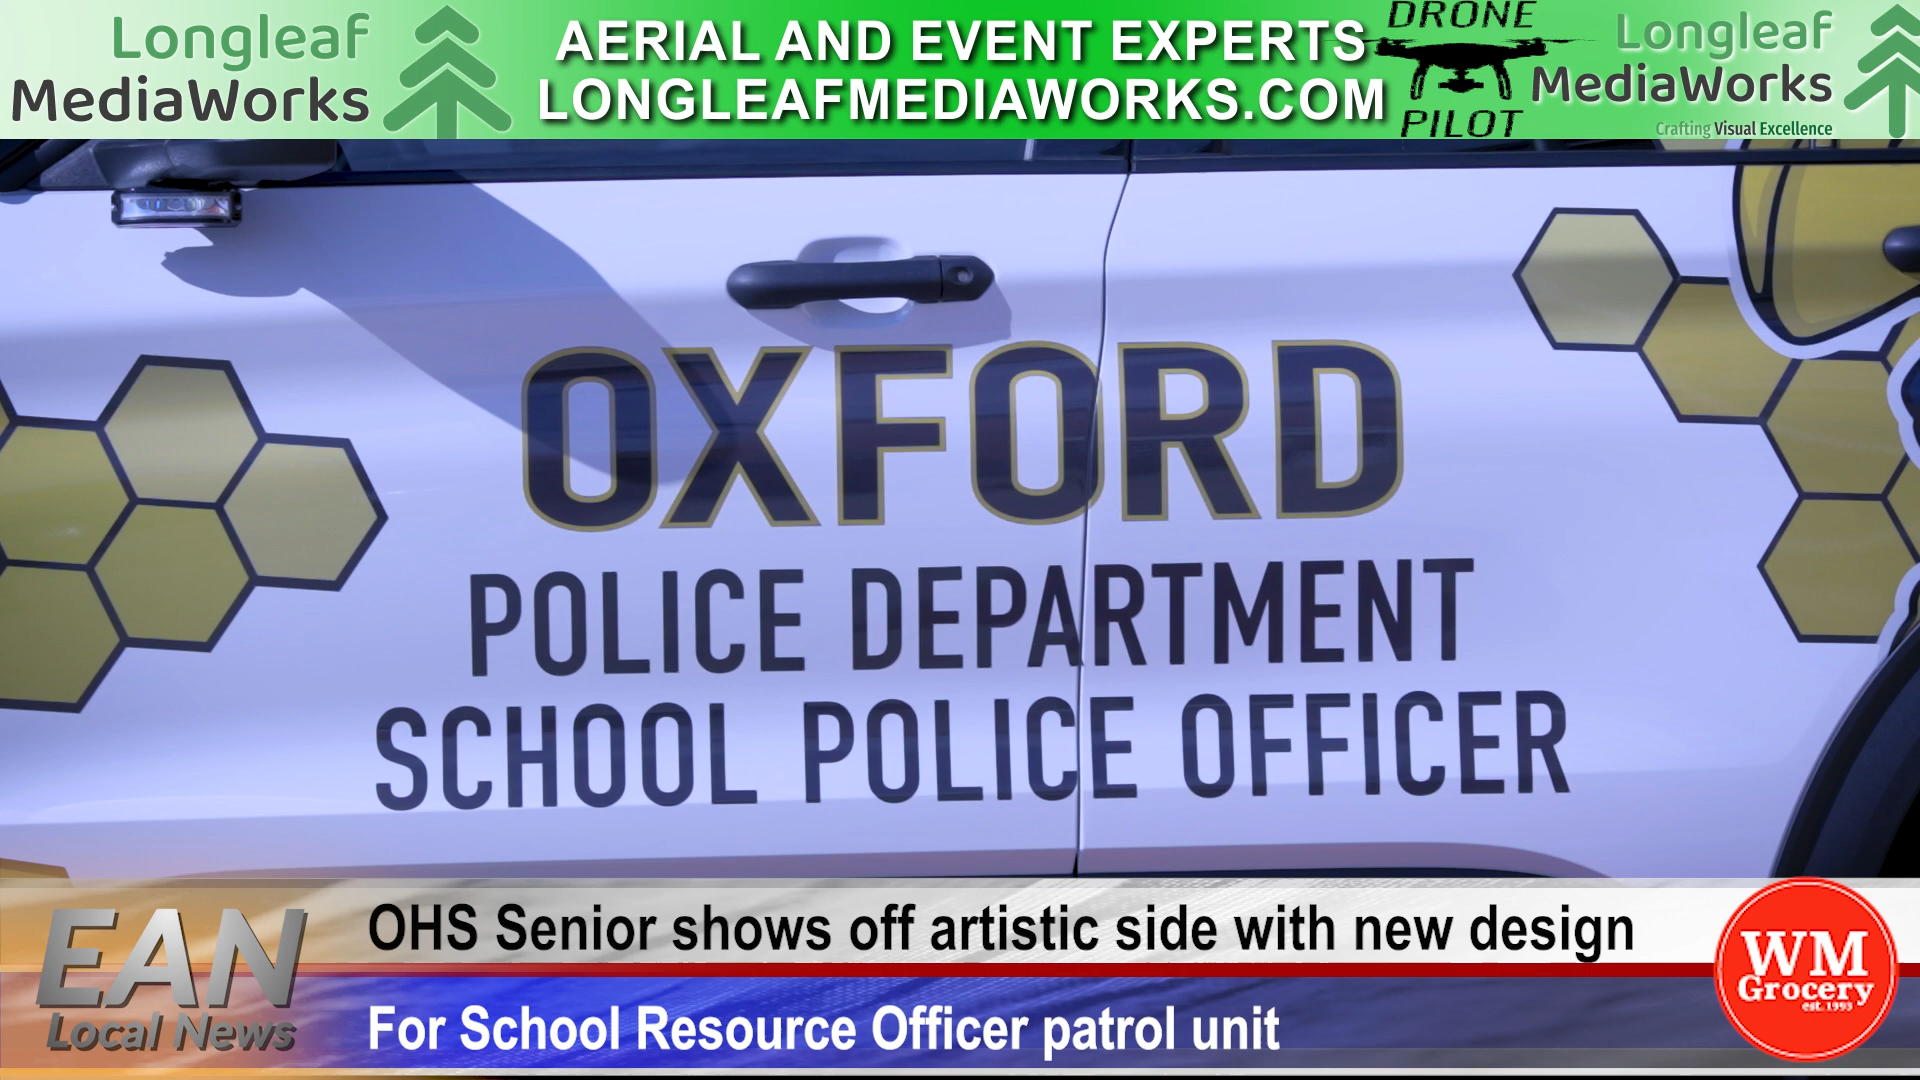 Longleaf
MediaWorks
AERIAL AND EVENT EXPERTS
LONGLEAFMEDIAWORKS.COM
DRONE
PILOT
Longleaf
MediaWorks
Crafting Visual Excellence
OXFORD
POLICE DEPARTMENT
SCHOOL POLICE OFFICER
EAN
Local News
OHS Senior shows off artistic side with new design
For School Resource Officer patrol unit
WM
Grocery
est. 1993